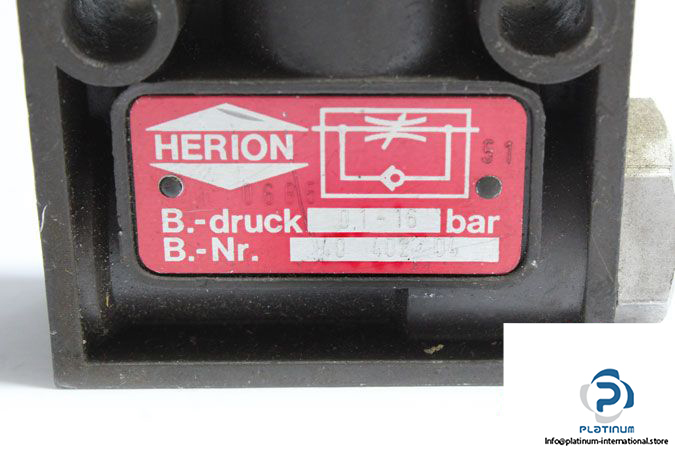 HERION
B.-druck 0,1 - 16 bar
B.-Nr.
PLATINUM
Info@platinum-international.store